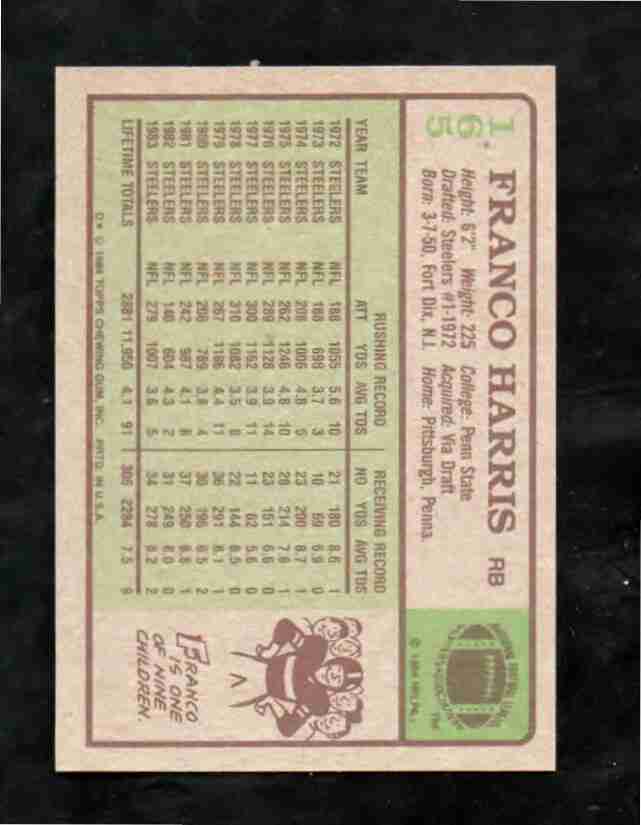 165
FRANCO HARRIS RB
Height: 6'2" Weight: 225 College: Penn State
Drafted: Steelers #1-1972 Acquired: Via Draft
Born: 3-7-50, Fort Dix, N.J. Home: Pittsburgh, Penna.
© 1984 NFLPA
RUSHING RECORD RECEIVING RECORD
YEAR TEAM ATT YDS AVG TDS NO YDS AVG TDS
1972 STEELERS NFL 188 1055 5.6 10 21 180 8.6 1
1973 STEELERS NFL 188 698 3.7 3 10 69 6.9 0
1974 STEELERS NFL 208 1006 4.8 5 23 200 8.7 1
1975 STEELERS NFL 262 1246 4.8 10 28 214 7.6 1
1976 STEELERS NFL 289 1128 3.9 14 23 151 6.6 0
1977 STEELERS NFL 300 1162 3.9 11 11 62 5.6 0
1978 STEELERS NFL 310 1082 3.5 8 22 144 6.5 0
1979 STEELERS NFL 267 1186 4.4 11 36 291 8.1 1
1980 STEELERS NFL 208 789 3.8 4 30 196 6.5 2
1981 STEELERS NFL 242 987 4.1 8 37 250 6.8 1
1982 STEELERS NFL 140 604 4.3 2 31 249 8.0 0
1983 STEELERS NFL 279 1007 3.6 5 34 278 8.2 2
LIFETIME TOTALS 2881 11,950 4.1 91 306 2284 7.5 9
D* © 1984 TOPPS CHEWING GUM, INC. PRTD. IN U.S.A.
FRANCO
IS ONE
OF NINE
CHILDREN.